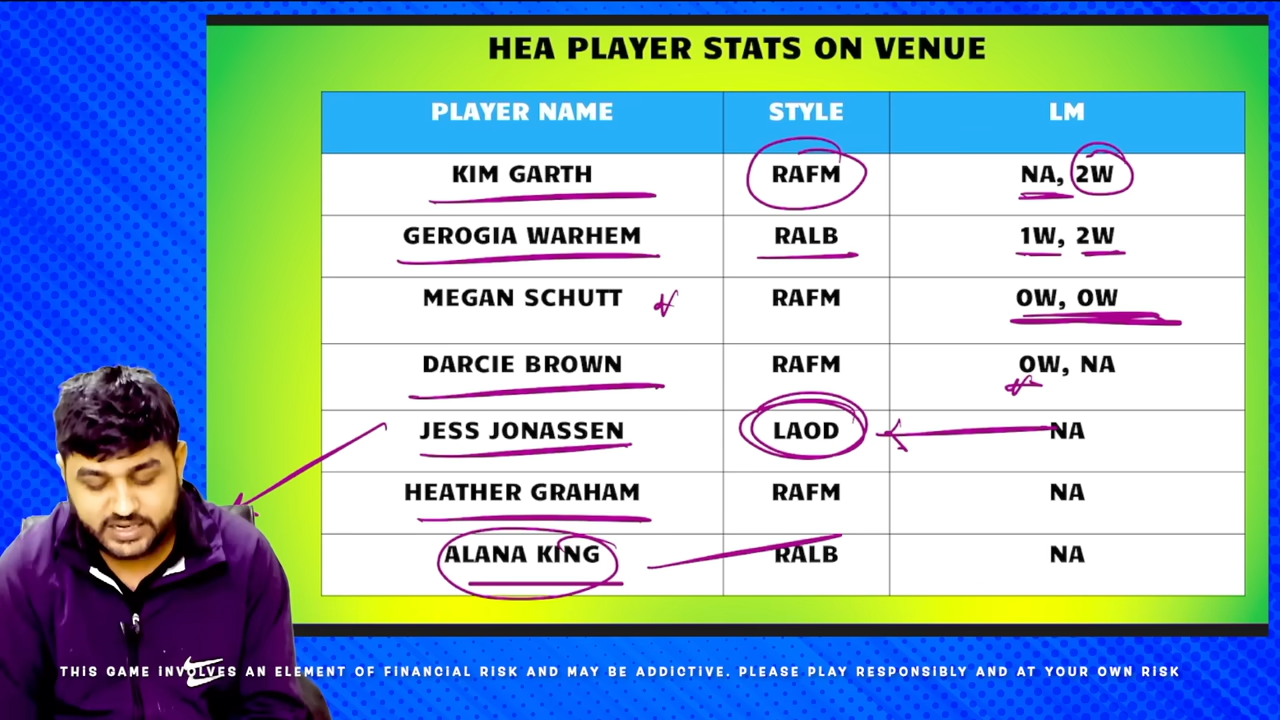 HEA PLAYER STATS ON VENUE
PLAYER NAME STYLE LM
KIM GARTH RAFM NA, 2W
GEROGIA WARHEM RALB 1W, 2W
MEGAN SCHUTT RAFM 0W, 0W
DARCIE BROWN RAFM 0W, NA
JESS JONASSEN LAOD NA
HEATHER GRAHAM RAFM NA
ALANA KING RALB NA
THIS GAME INVOLVES AN ELEMENT OF FINANCIAL RISK AND MAY BE ADDICTIVE. PLEASE PLAY RESPONSIBLY AND AT YOUR OWN RISK